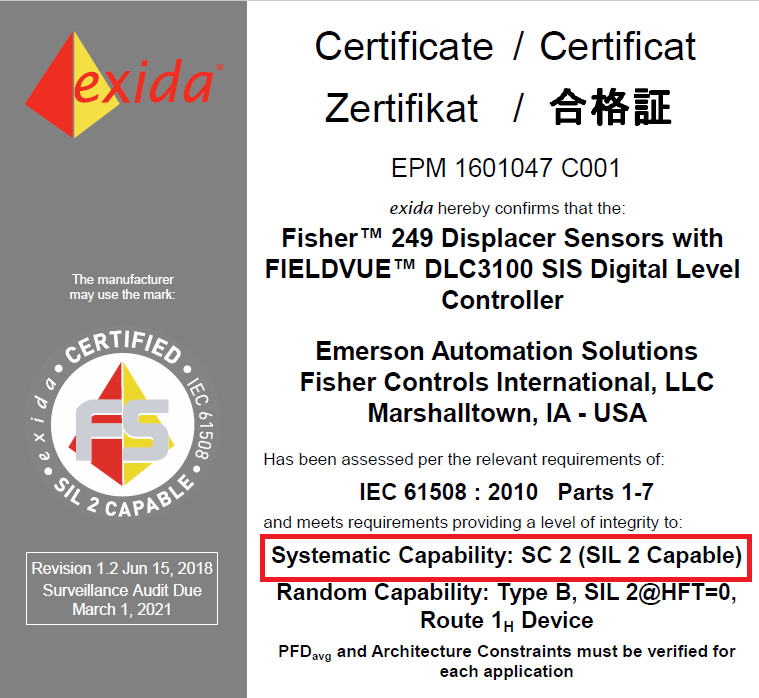 exida®
The manufacturer
may use the mark:
exida • CERTIFIED • IEC 61508 • SIL 2 CAPABLE •
FS
Revision 1.2 Jun 15, 2018
Surveillance Audit Due
March 1, 2021
Certificate / Certificat
Zertifikat / 合格証
EPM 1601047 C001
exida hereby confirms that the:
Fisher™ 249 Displacer Sensors with
FIELDVUE™ DLC3100 SIS Digital Level
Controller
Emerson Automation Solutions
Fisher Controls International, LLC
Marshalltown, IA - USA
Has been assessed per the relevant requirements of:
IEC 61508 : 2010 Parts 1-7
and meets requirements providing a level of integrity to:
Systematic Capability: SC 2 (SIL 2 Capable)
Random Capability: Type B, SIL 2@HFT=0,
Route 1H Device
PFDavg and Architecture Constraints must be verified for
each application